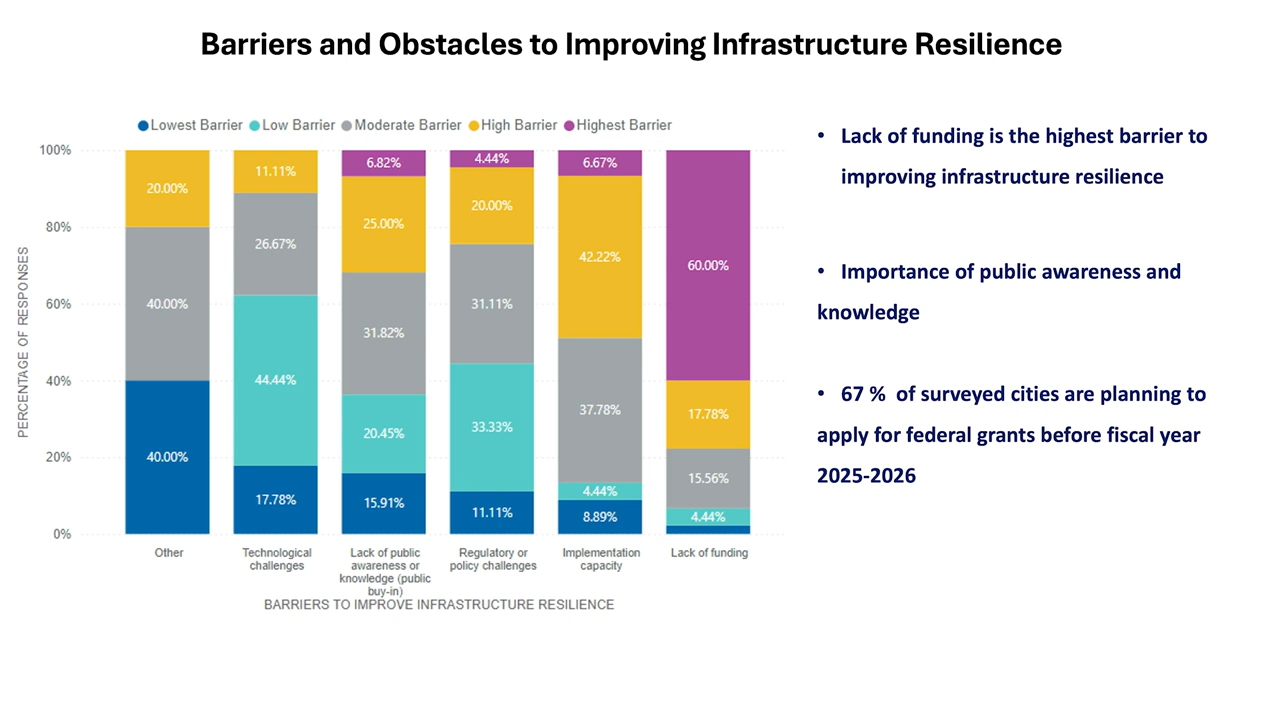 Barriers and Obstacles to Improving Infrastructure Resilience
Lowest Barrier Low Barrier Moderate Barrier High Barrier Highest Barrier
PERCENTAGE OF RESPONSES
100%
80%
60%
40%
20%
0%
20.00%
40.00%
40.00%
11.11%
26.67%
44.44%
17.78%
6.82%
25.00%
31.82%
20.45%
15.91%
4.44%
20.00%
31.11%
33.33%
11.11%
6.67%
42.22%
37.78%
4.44%
8.89%
60.00%
17.78%
15.56%
4.44%
Other
Technological
challenges
Lack of public
awareness or
knowledge (public
buy-in)
Regulatory or
policy challenges
Implementation
capacity
Lack of funding
BARRIERS TO IMPROVE INFRASTRUCTURE RESILIENCE
• Lack of funding is the highest barrier to
improving infrastructure resilience
• Importance of public awareness and
knowledge
• 67 % of surveyed cities are planning to
apply for federal grants before fiscal year
2025-2026